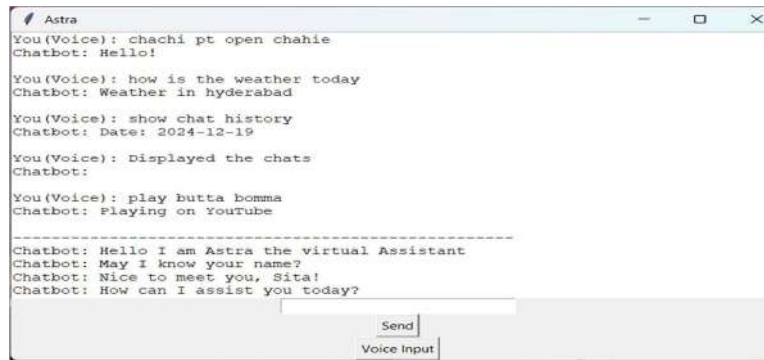 Astra
You(Voice): chachi pt open chahie
Chatbot: Hello!
You(Voice): how is the weather today
Chatbot: Weather in hyderabad
You(Voice): show chat history
Chatbot: Date: 2024-12-19
You(Voice): Displayed the chats
Chatbot:
You(Voice): play butta bomma
Chatbot: Playing on YouTube
----------------------------------------------------
Chatbot: Hello I am Astra the virtual Assistant
Chatbot: May I know your name?
Chatbot: Nice to meet you, Sita!
Chatbot: How can I assist you today?
Send
Voice Input